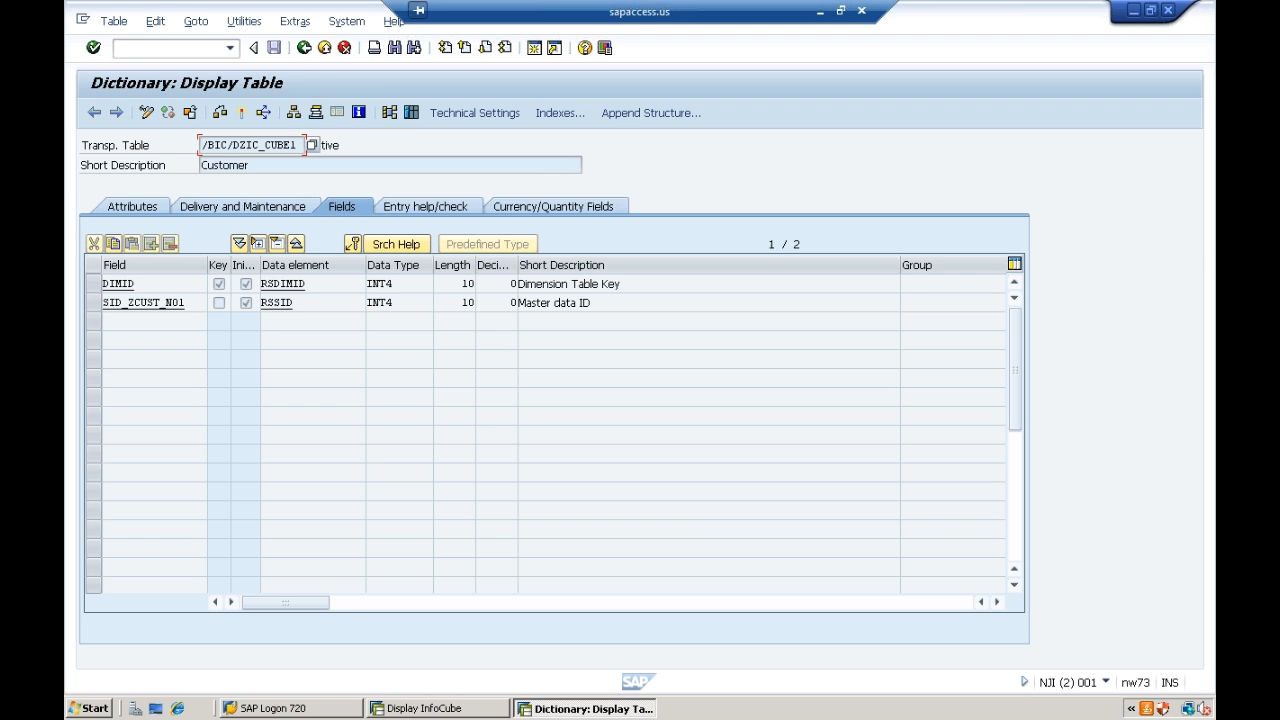 sapaccess.us
Table Edit Goto Utilities Extras System Help
Dictionary: Display Table
Technical Settings Indexes... Append Structure...
Transp. Table /BIC/DZIC_CUBE1 tive
Short Description Customer
Attributes Delivery and Maintenance Fields Entry help/check Currency/Quantity Fields
Srch Help Predefined Type 1 / 2
Field Key Ini... Data element Data Type Length Deci... Short Description Group
DIMID RSDIMID INT4 10 0 Dimension Table Key
SID_ZCUST_N01 RSSID INT4 10 0 Master data ID
SAP
NJI (2) 001 nw73 INS
Start SAP Logon 720 Display InfoCube Dictionary: Display Ta... «